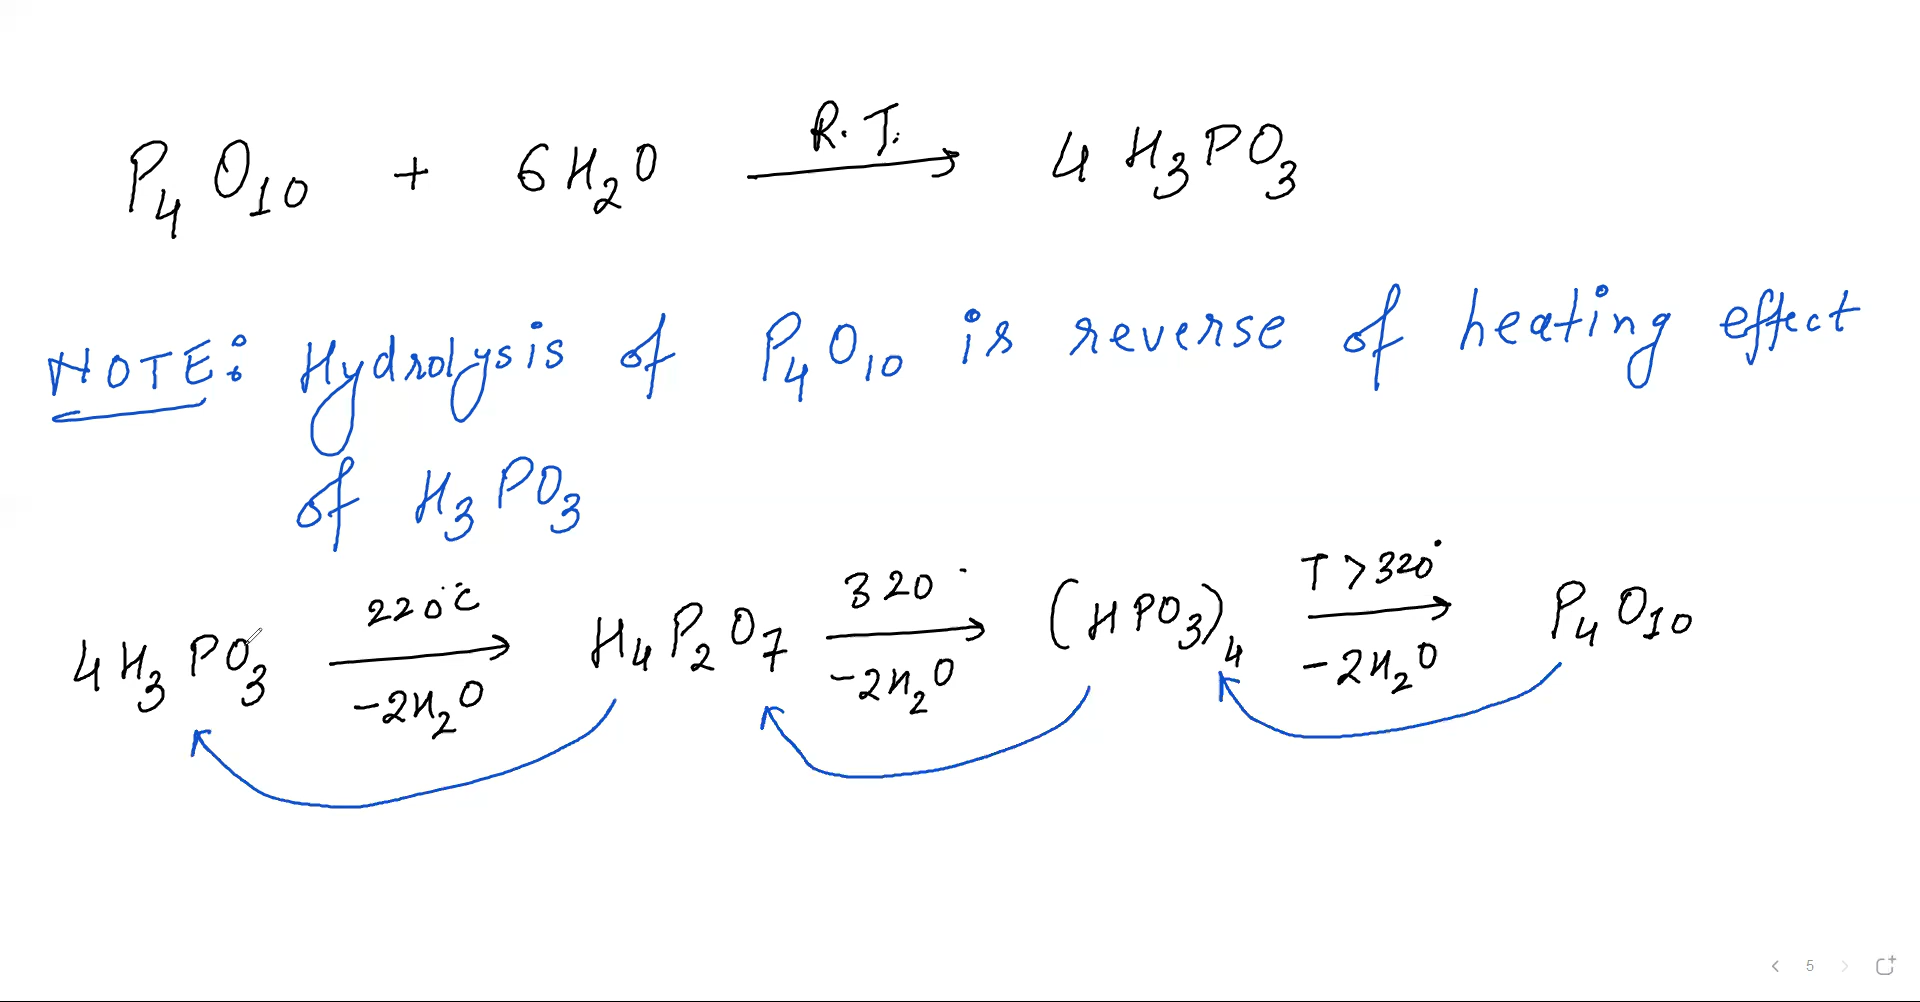 P₄O₁₀ + 6H₂O R.T. → 4H₃PO₃
NOTE: Hydrolysis of P₄O₁₀ is reverse of heating effect
of H₃PO₃
4H₃PO₃ 220°C → -2H₂O H₄P₂O₇ 320° → -2H₂O (HPO₃)₄ T > 320° → -2H₂O P₄O₁₀
5